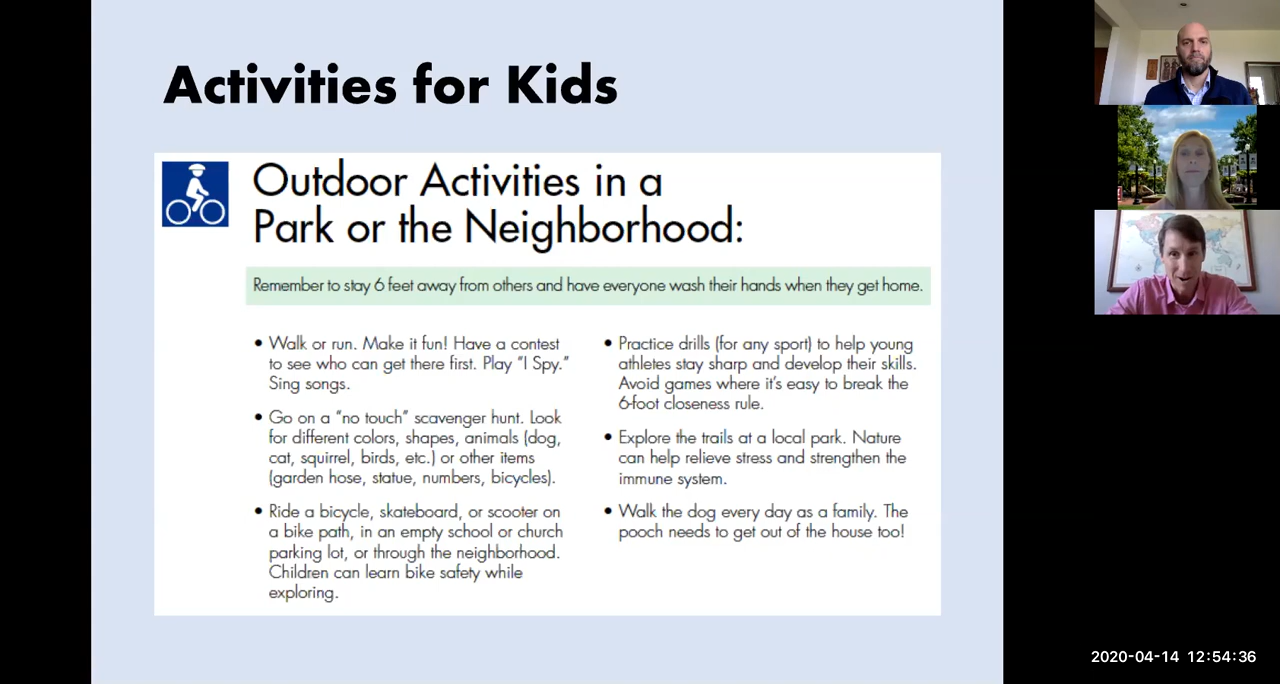 Activities for Kids
Outdoor Activities in a
Park or the Neighborhood:
Remember to stay 6 feet away from others and have everyone wash their hands when they get home.
• Walk or run. Make it fun! Have a contest
to see who can get there first. Play “I Spy.”
Sing songs.
• Go on a “no touch” scavenger hunt. Look
for different colors, shapes, animals (dog,
cat, squirrel, birds, etc.) or other items
(garden hose, statue, numbers, bicycles).
• Ride a bicycle, skateboard, or scooter on
a bike path, in an empty school or church
parking lot, or through the neighborhood.
Children can learn bike safety while
exploring.
• Practice drills (for any sport) to help young
athletes stay sharp and develop their skills.
Avoid games where it’s easy to break the
6-foot closeness rule.
• Explore the trails at a local park. Nature
can help relieve stress and strengthen the
immune system.
• Walk the dog every day as a family. The
pooch needs to get out of the house too!
2020-04-14 12:54:36